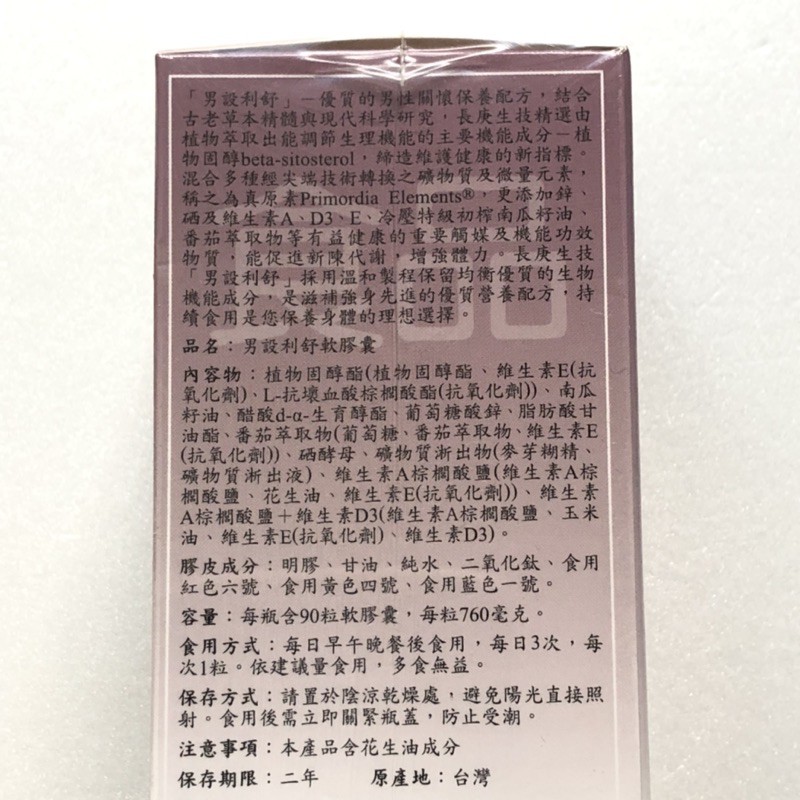 「男設利舒」－優質的男性關懷保養配方，結合
古老草本精髓與現代科學研究，長庚生技精選由
植物萃取出能調節生理機能的主要機能成分－植
物固醇beta-sitosterol，締造維護健康的新指標。
混合多種經尖端技術轉換之礦物質及微量元素，
稱之為真原素Primordia Elements®，更添加鋅、
硒及維生素A、D3、E、冷壓特級初榨南瓜籽油、
番茄萃取物等有益健康的重要觸媒及機能功效
物質，能促進新陳代謝，增強體力。長庚生技
「男設利舒」採用溫和製程保留均衡優質的生物
機能成分，是滋補強身先進的優質營養配方，持
續食用是您保養身體的理想選擇。
品名：男設利舒軟膠囊
內容物：植物固醇酯(植物固醇酯、維生素E(抗
氧化劑)、L-抗壞血酸棕櫚酸酯(抗氧化劑))、南瓜
籽油、醋酸d-α-生育醇酯、葡萄糖酸鋅、脂肪酸甘
油酯、番茄萃取物(葡萄糖、番茄萃取物、維生素E
(抗氧化劑))、硒酵母、礦物質淅出物(麥芽糊精、
礦物質淅出液)、維生素A棕櫚酸鹽(維生素A棕
櫚酸鹽、花生油、維生素E(抗氧化劑))、維生素
A棕櫚酸鹽＋維生素D3(維生素A棕櫚酸鹽、玉米
油、維生素E(抗氧化劑)、維生素D3)。
膠皮成分：明膠、甘油、純水、二氧化鈦、食用
紅色六號、食用黃色四號、食用藍色一號。
容量：每瓶含90粒軟膠囊，每粒760毫克。
食用方式：每日早午晚餐後食用，每日3次，每
次1粒。依建議量食用，多食無益。
保存方式：請置於陰涼乾燥處，避免陽光直接照
射。食用後需立即關緊瓶蓋，防止受潮。
注意事項：本產品含花生油成分
保存期限：二年 原產地：台灣